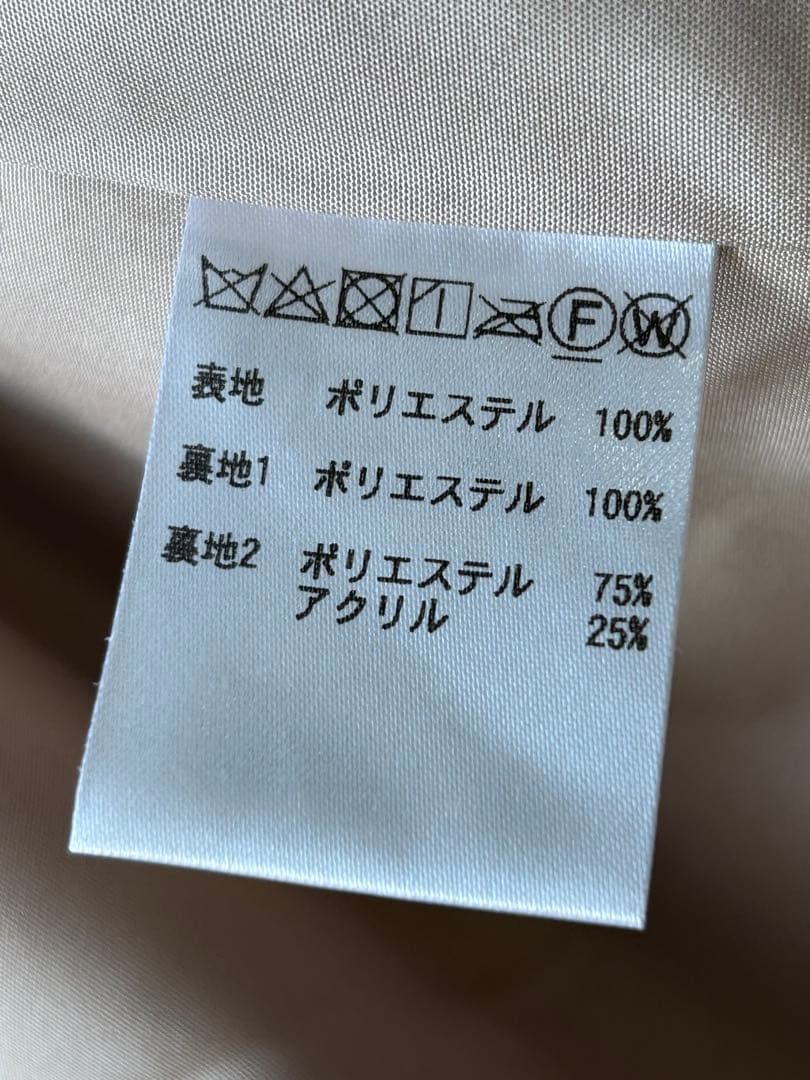 F W
表地 ポリエステル 100%
裏地1 ポリエステル 100%
裏地2 ポリエステル 75%
アクリル 25%